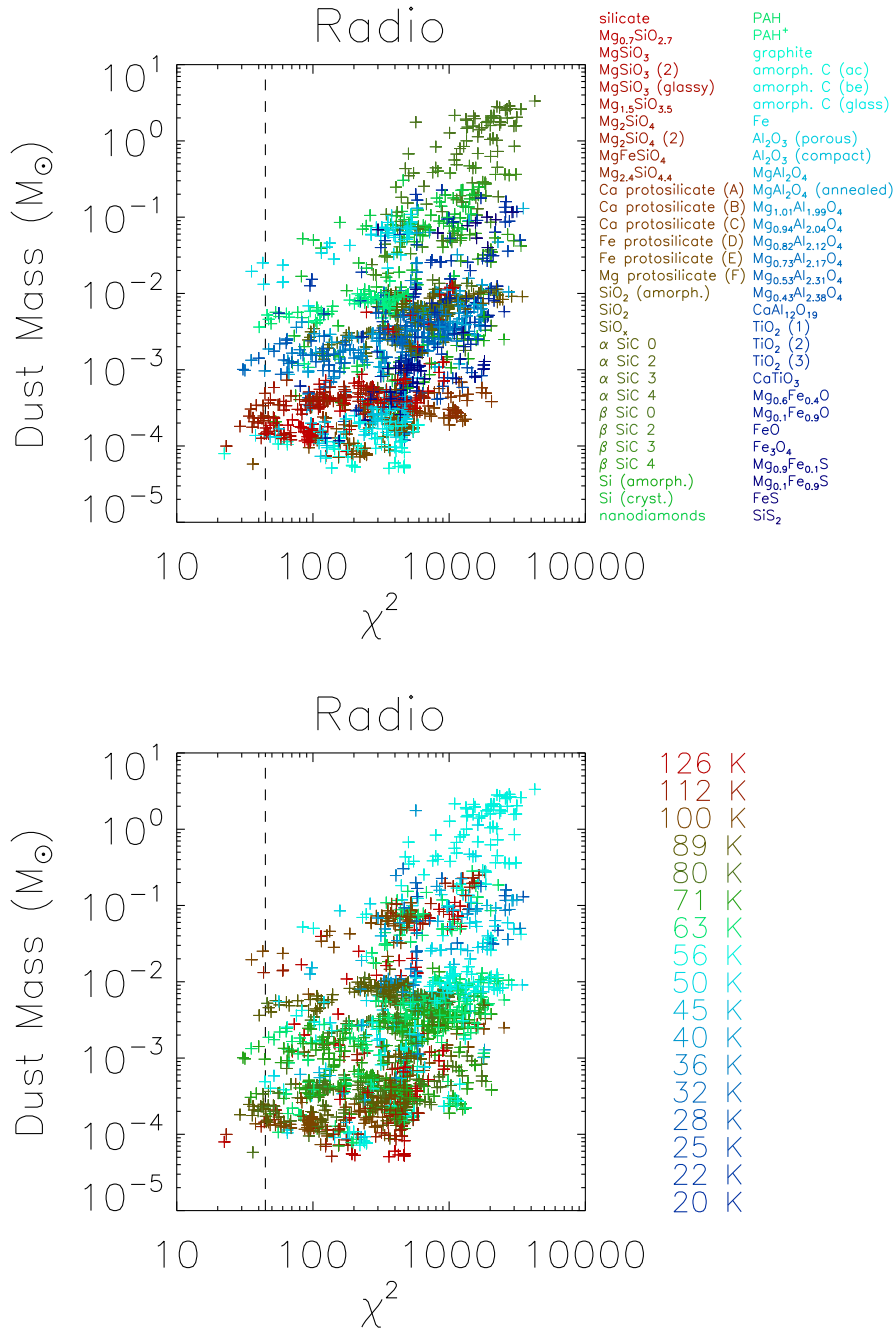 Radio
silicate
Mg0.7SiO2.7
MgSiO3
MgSiO3 (2)
MgSiO3 (glassy)
Mg1.5SiO3.5
Mg2SiO4
Mg2SiO4 (2)
MgFeSiO4
Mg2.4SiO4.4
Ca protosilicate (A)
Ca protosilicate (B)
Ca protosilicate (C)
Fe protosilicate (D)
Fe protosilicate (E)
Mg protosilicate (F)
SiO2 (amorph.)
SiO2
SiOx
α SiC 0
α SiC 2
α SiC 3
α SiC 4
β SiC 0
β SiC 2
β SiC 3
β SiC 4
Si (amorph.)
Si (cryst.)
nanodiamonds
PAH
PAH+
graphite
amorph. C (ac)
amorph. C (be)
amorph. C (glass)
Fe
Al2O3 (porous)
Al2O3 (compact)
MgAl2O4
MgAl2O4 (annealed)
Mg1.01Al1.99O4
Mg0.94Al2.04O4
Mg0.82Al2.12O4
Mg0.73Al2.17O4
Mg0.53Al2.31O4
Mg0.43Al2.38O4
CaAl12O19
TiO2 (1)
TiO2 (2)
TiO2 (3)
CaTiO3
Mg0.6Fe0.4O
Mg0.1Fe0.9O
FeO
Fe3O4
Mg0.9Fe0.1S
Mg0.1Fe0.9S
FeS
SiS2
Dust Mass (M⊙)
10^1
10^0
10^-1
10^-2
10^-3
10^-4
10^-5
10 100 1000 10000
χ2
Radio
Dust Mass (M⊙)
10^1
10^0
10^-1
10^-2
10^-3
10^-4
10^-5
10 100 1000 10000
χ2
126 K
112 K
100 K
89 K
80 K
71 K
63 K
56 K
50 K
45 K
40 K
36 K
32 K
28 K
25 K
22 K
20 K